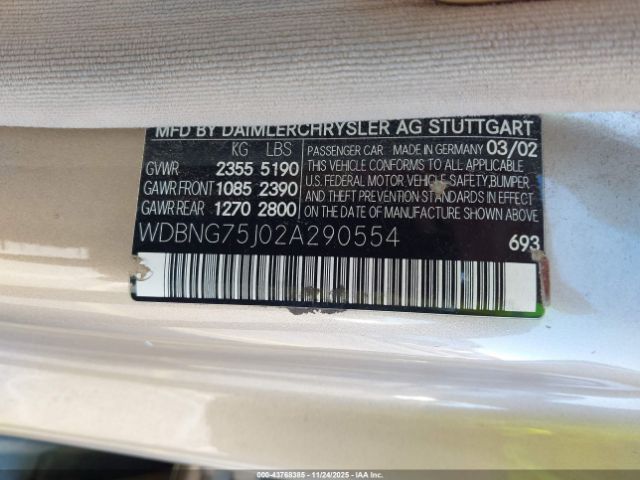 MFD BY DAIMLERCHRYSLER AG STUTTGART
KG LBS
GVWR 2355 5190
GAWR FRONT 1085 2390
GAWR REAR 1270 2800
PASSENGER CAR MADE IN GERMANY 03/02
THIS VEHICLE CONFORMS TO ALL APPLICABLE
U.S. FEDERAL MOTOR VEHICLE SAFETY, BUMPER
AND THEFT PREVENTION STANDARDS IN EFFECT
ON THE DATE OF MANUFACTURE SHOWN ABOVE.
WDBNG75J02A290554
693
000-43768385 - 11/24/2025 - IAAI.COM